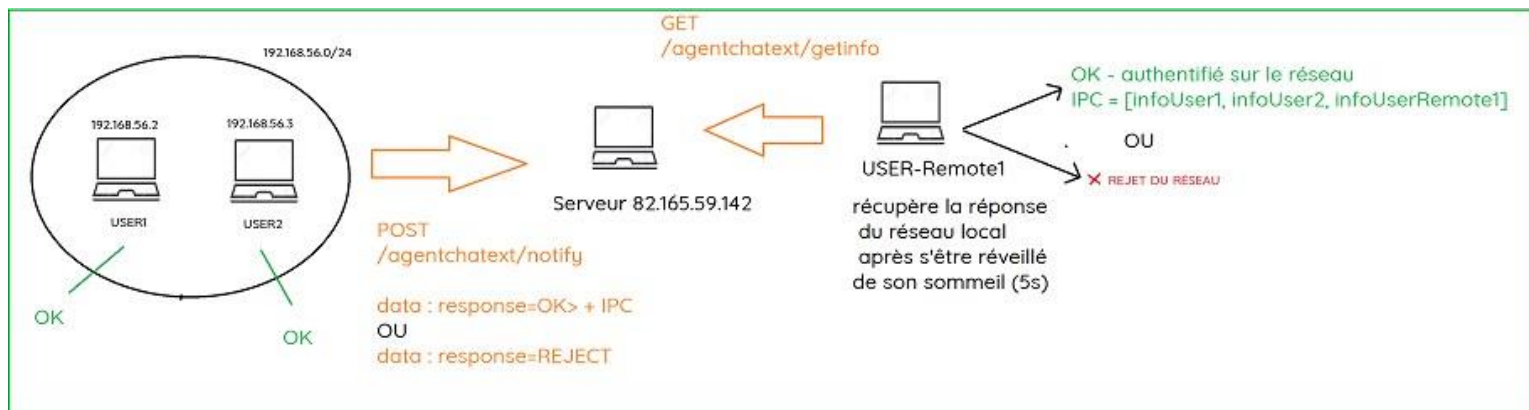 192.168.56.0/24
192.168.56.2
192.168.56.3
USER1
USER2
OK
OK
POST
/agentchatext/notify
data : response=OK> + IPC
OU
data : response=REJECT
Serveur 82.165.59.142
GET
/agentchatext/getinfo
USER-Remote1
récupère la réponse
du réseau local
après s'être réveillé
de son sommeil (5s)
OK - authentifié sur le réseau
IPC = [infoUser1, infoUser2, infoUserRemote1]
OU
REJET DU RÉSEAU